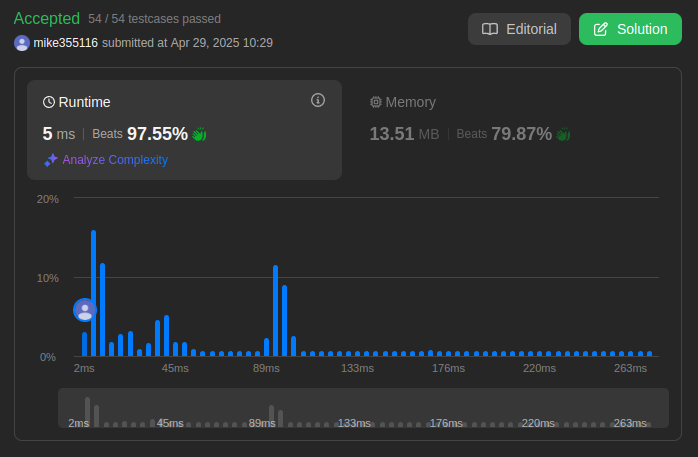 Accepted 54 / 54 testcases passed
mike355116 submitted at Apr 29, 2025 10:29
Editorial
Solution
Runtime
5 ms | Beats 97.55%
Analyze Complexity
Memory
13.51 MB | Beats 79.87%
20%
10%
0%
2ms 45ms 89ms 133ms 176ms 220ms 263ms
2ms 45ms 89ms 133ms 176ms 220ms 263ms